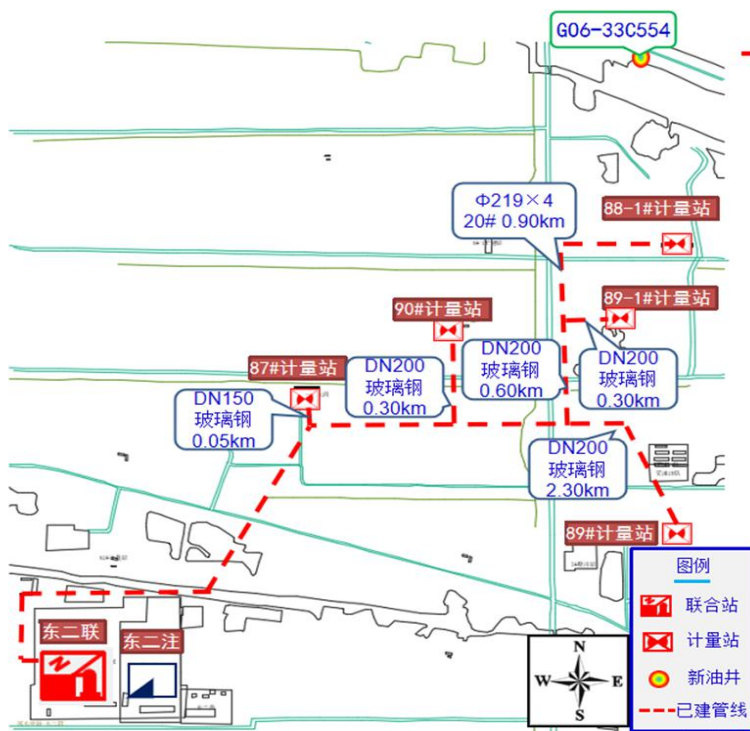 G06-33C554
Φ219×4
20# 0.90km
88-1#计量站
89-1#计量站
90#计量站
DN200
玻璃钢
0.60km
DN200
玻璃钢
0.30km
87#计量站
DN200
玻璃钢
0.30km
DN150
玻璃钢
0.05km
DN200
玻璃钢
2.30km
89#计量站
东二联
东二注
N
W
E
S
图例
联合站
计量站
新油井
已建管线